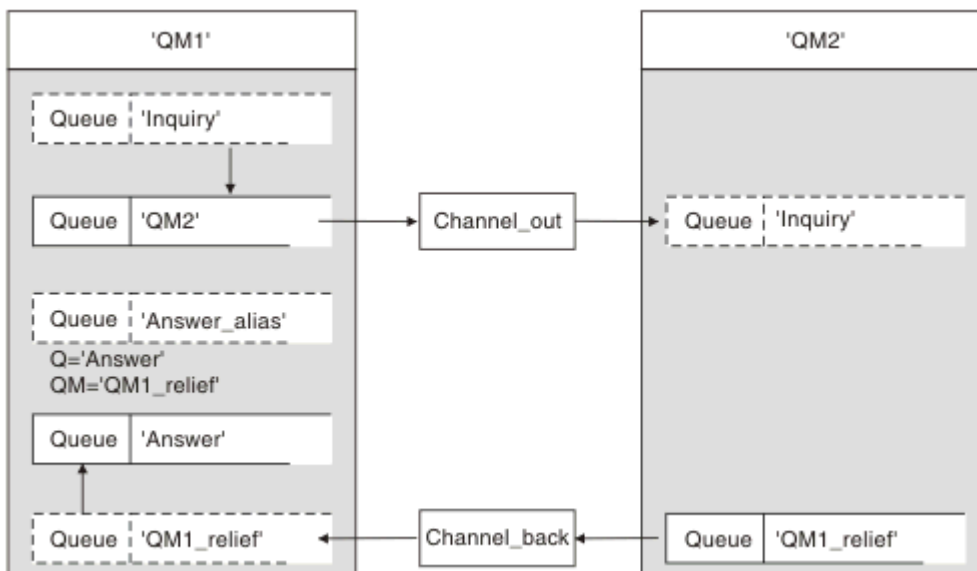 'QM1'
Queue 'Inquiry'
Queue 'QM2'
Queue 'Answer_alias'
Q='Answer'
QM='QM1_relief'
Queue 'Answer'
Queue 'QM1_relief'
Channel_out
Channel_back
'QM2'
Queue 'Inquiry'
Queue 'QM1_relief'